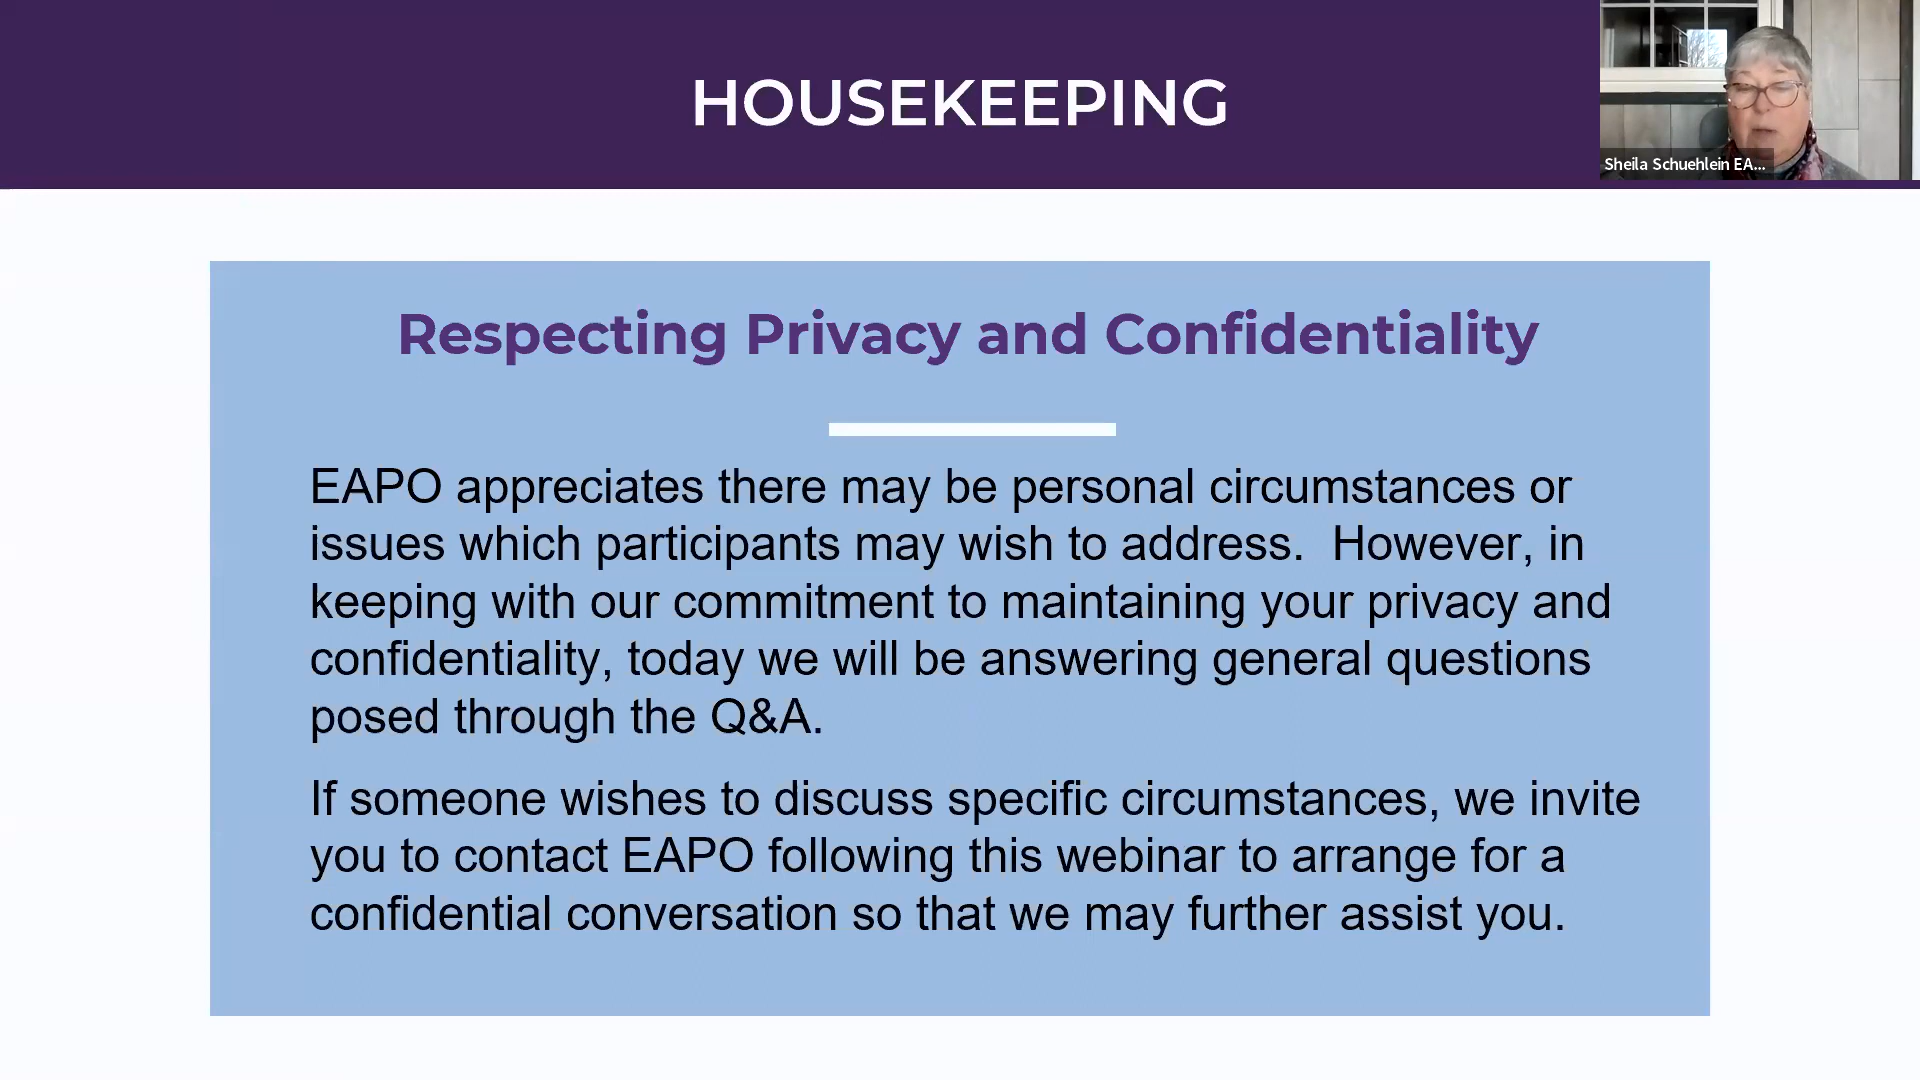 HOUSEKEEPING
Sheila Schuehlein EA...
Respecting Privacy and Confidentiality
EAPO appreciates there may be personal circumstances or
issues which participants may wish to address.  However, in
keeping with our commitment to maintaining your privacy and
confidentiality, today we will be answering general questions
posed through the Q&A.
If someone wishes to discuss specific circumstances, we invite
you to contact EAPO following this webinar to arrange for a
confidential conversation so that we may further assist you.